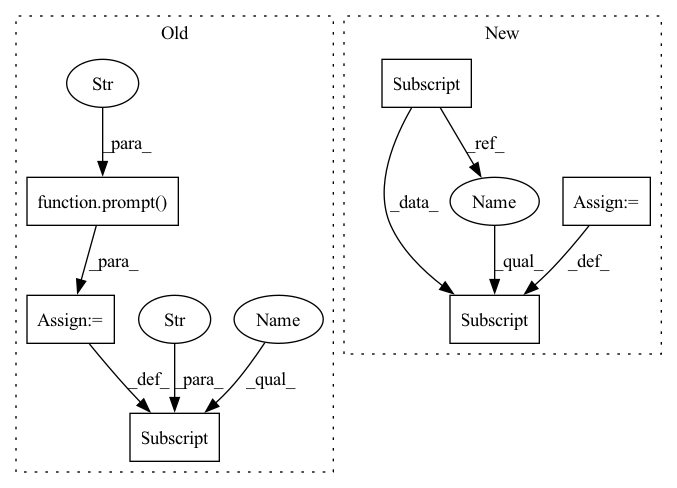 Old
New
Str
Subscript
_para_
_ref_
function.prompt()
_data_
Name
Assign:=
_para_
_qual_
_def_
Assign:=
Str
Name
Subscript
_def_
_para_
_qual_
Subscript